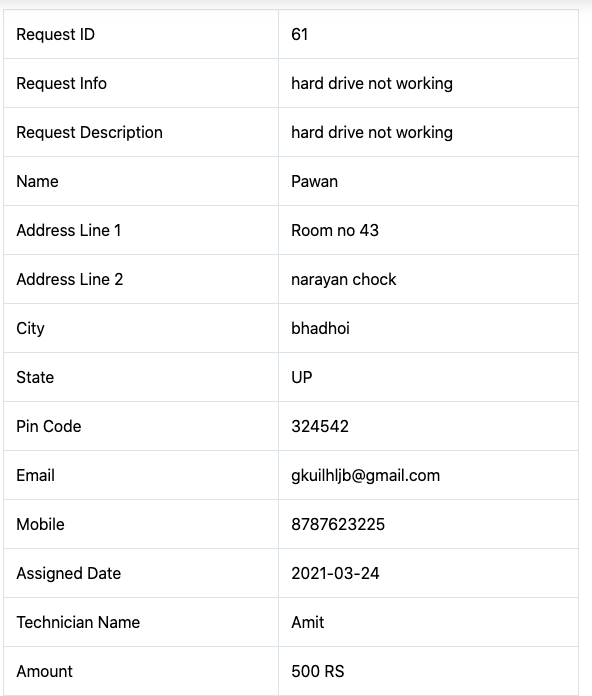 Request ID 61
Request Info hard drive not working
Request Description hard drive not working
Name Pawan
Address Line 1 Room no 43
Address Line 2 narayan chock
City bhadhoi
State UP
Pin Code 324542
Email gkuilhljb@gmail.com
Mobile 8787623225
Assigned Date 2021-03-24
Technician Name Amit
Amount 500 RS